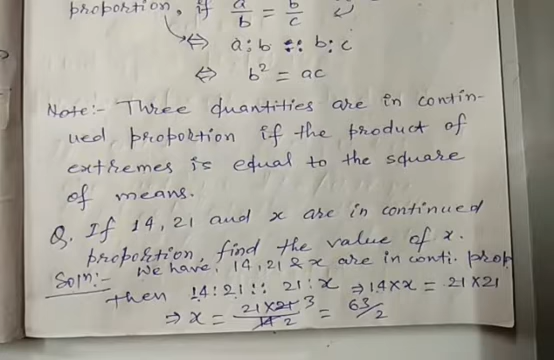 proportion, if a/b = b/c
⇔ a:b :: b:c
⇔ b² = ac
Note:- Three quantities are in contin-
ued proportion if the product of
extremes is equal to the square
of means.
Q. If 14, 21 and x are in continued
proportion, find the value of x.
Soln:- We have, 14, 21 & x are in conti. prop
then 14:21 :: 21:x ⇒ 14×x = 21×21
⇒ x = 21×21 3/14 2 = 63/2